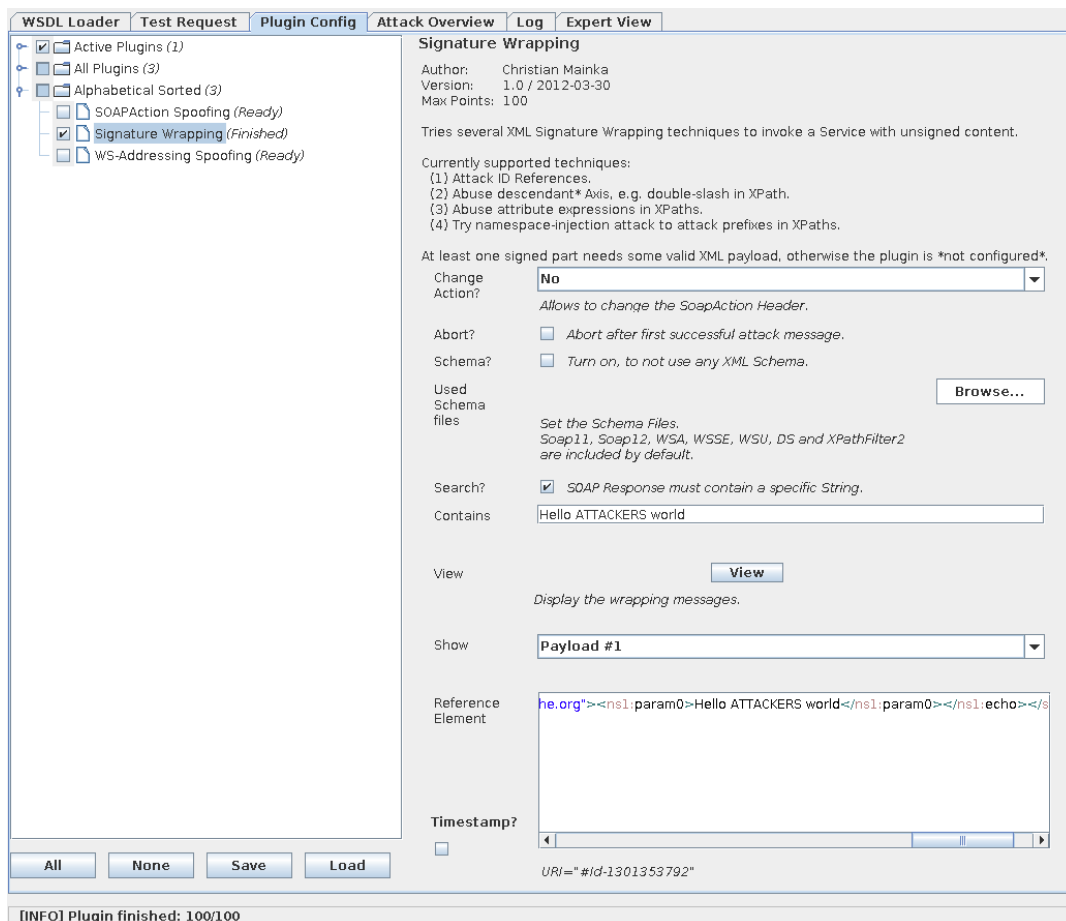 WSDL Loader Test Request Plugin Config Attack Overview Log Expert View
Active Plugins (1)
All Plugins (3)
Alphabetical Sorted (3)
SOAPAction Spoofing (Ready)
Signature Wrapping (Finished)
WS-Addressing Spoofing (Ready)
All None Save Load
Signature Wrapping
Author: Christian Mainka
Version: 1.0 / 2012-03-30
Max Points: 100
Tries several XML Signature Wrapping techniques to invoke a Service with unsigned content.
Currently supported techniques:
(1) Attack ID References.
(2) Abuse descendant* Axis, e.g. double-slash in XPath.
(3) Abuse attribute expressions in XPaths.
(4) Try namespace-injection attack to attack prefixes in XPaths.
At least one signed part needs some valid XML payload, otherwise the plugin is *not configured*.
Change Action? No
Allows to change the SoapAction Header.
Abort? Abort after first successful attack message.
Schema? Turn on, to not use any XML Schema.
Used Schema files Browse...
Set the Schema Files.
Soap11, Soap12, WSA, WSSE, WSU, DS and XPathFilter2
are included by default.
Search? SOAP Response must contain a specific String.
Contains Hello ATTACKERS world
View View
Display the wrapping messages.
Show Payload #1
Reference Element he.org"><ns1:param0>Hello ATTACKERS world</ns1:param0></ns1:echo></s
Timestamp?
URI="#Id-1301353792"
[INFO] Plugin finished: 100/100